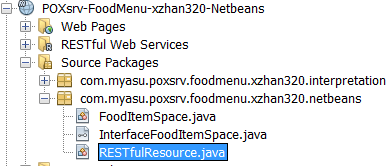 POXsrv-FoodMenu-xzhan320-Netbeans
Web Pages
RESTful Web Services
Source Packages
com.myasu.poxsrv.foodmenu.xzhan320.interpretation
com.myasu.poxsrv.foodmenu.xzhan320.netbeans
FoodItemSpace.java
InterfaceFoodItemSpace.java
RESTfulResource.java